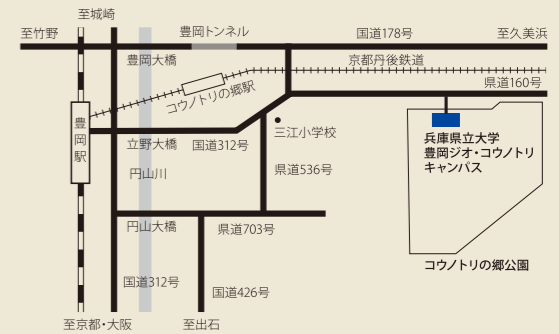 至城崎
至竹野
豊岡トンネル
国道178号
至久美浜
豊岡大橋
京都丹後鉄道
コウノトリの郷駅
県道160号
豊岡駅
三江小学校
立野大橋
国道312号
兵庫県立大学
豊岡ジオ・コウノトリ
キャンパス
円山川
県道536号
円山大橋
県道703号
コウノトリの郷公園
国道312号
国道426号
至京都・大阪
至出石